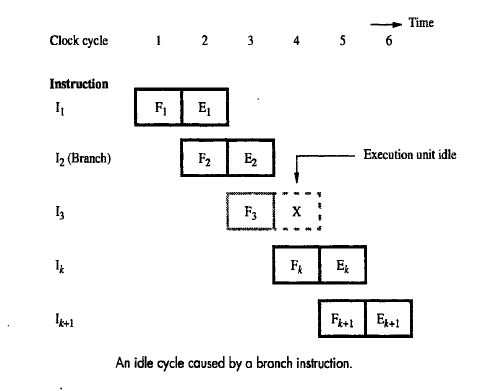 Time
Clock cycle 1 2 3 4 5 6
Instruction
I1 F1 E1
I2 (Branch) F2 E2 Execution unit idle
I3 F3 X
Ik Fk Ek
Ik+1 Fk+1 Ek+1
An idle cycle caused by a branch instruction.